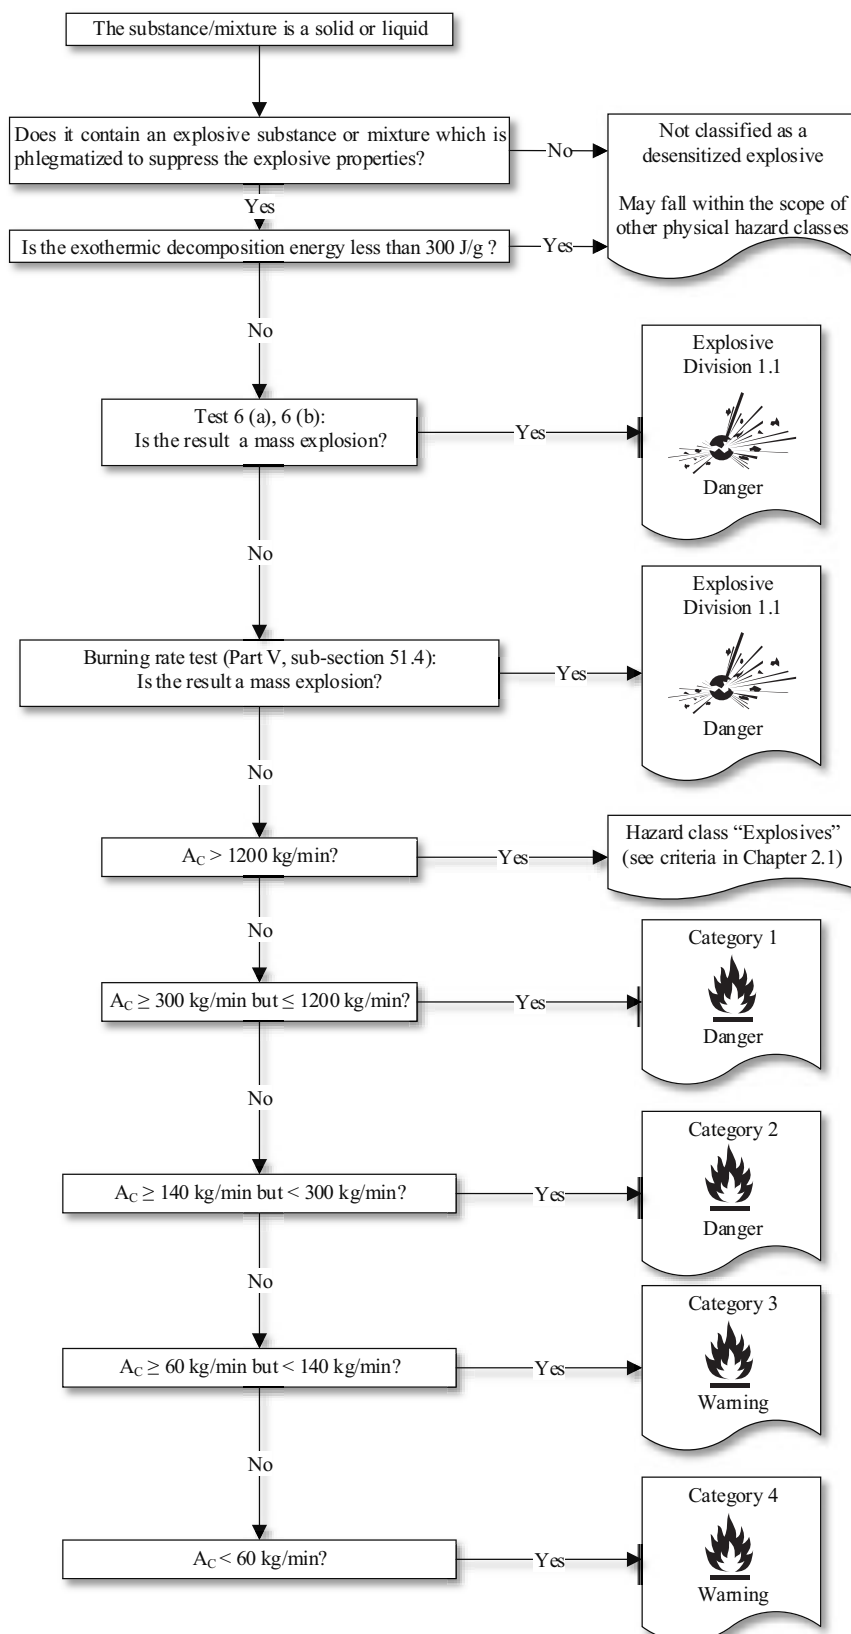 The substance/mixture is a solid or liquid
Does it contain an explosive substance or mixture which is
phlegmatized to suppress the explosive properties?
No
Not classified as a
desensitized explosive
May fall within the scope of
other physical hazard classes
Yes
Is the exothermic decomposition energy less than 300 J/g ?
Yes
No
Test 6 (a), 6 (b):
Is the result a mass explosion?
Yes
Explosive
Division 1.1
Danger
No
Burning rate test (Part V, sub-section 51.4):
Is the result a mass explosion?
Yes
Explosive
Division 1.1
Danger
No
A_C > 1200 kg/min?
Yes
Hazard class “Explosives”
(see criteria in Chapter 2.1)
No
A_C ≥ 300 kg/min but ≤ 1200 kg/min?
Yes
Category 1
Danger
No
A_C ≥ 140 kg/min but < 300 kg/min?
Yes
Category 2
Danger
No
A_C ≥ 60 kg/min but < 140 kg/min?
Yes
Category 3
Warning
No
A_C < 60 kg/min?
Yes
Category 4
Warning